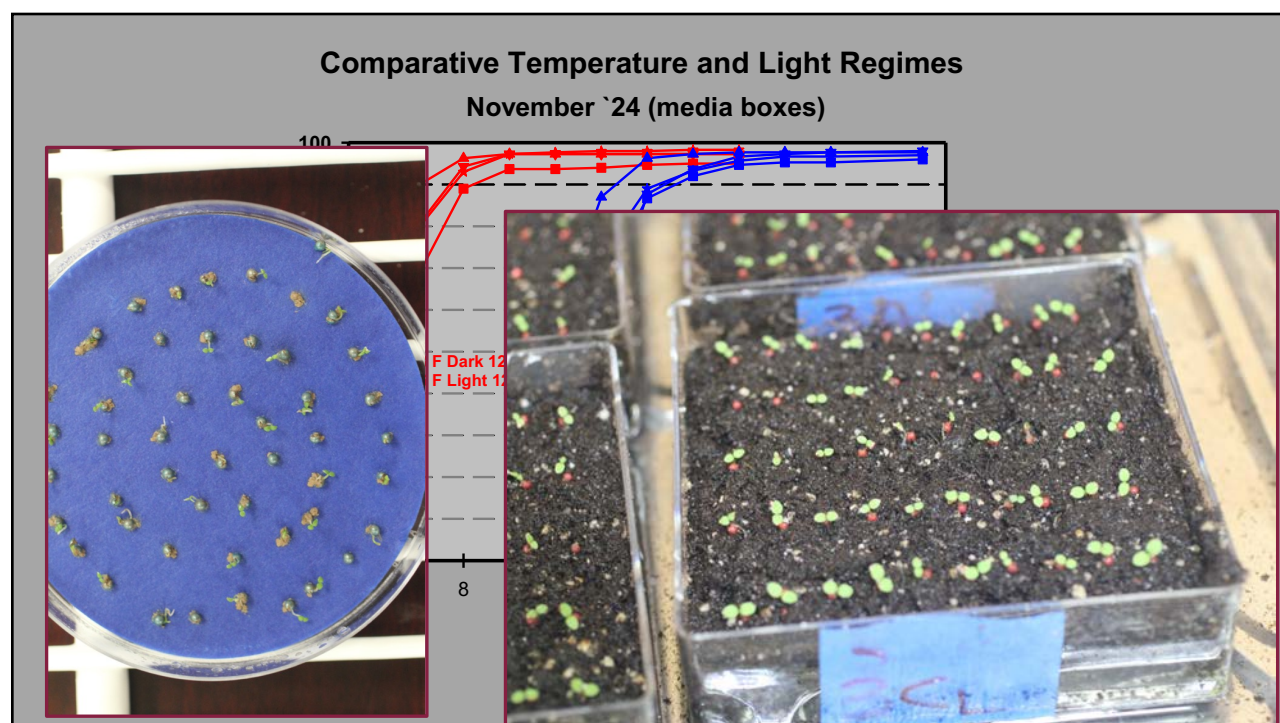 Comparative Temperature and Light Regimes
November `24 (media boxes)
100
F Dark 12
F Light 12
8